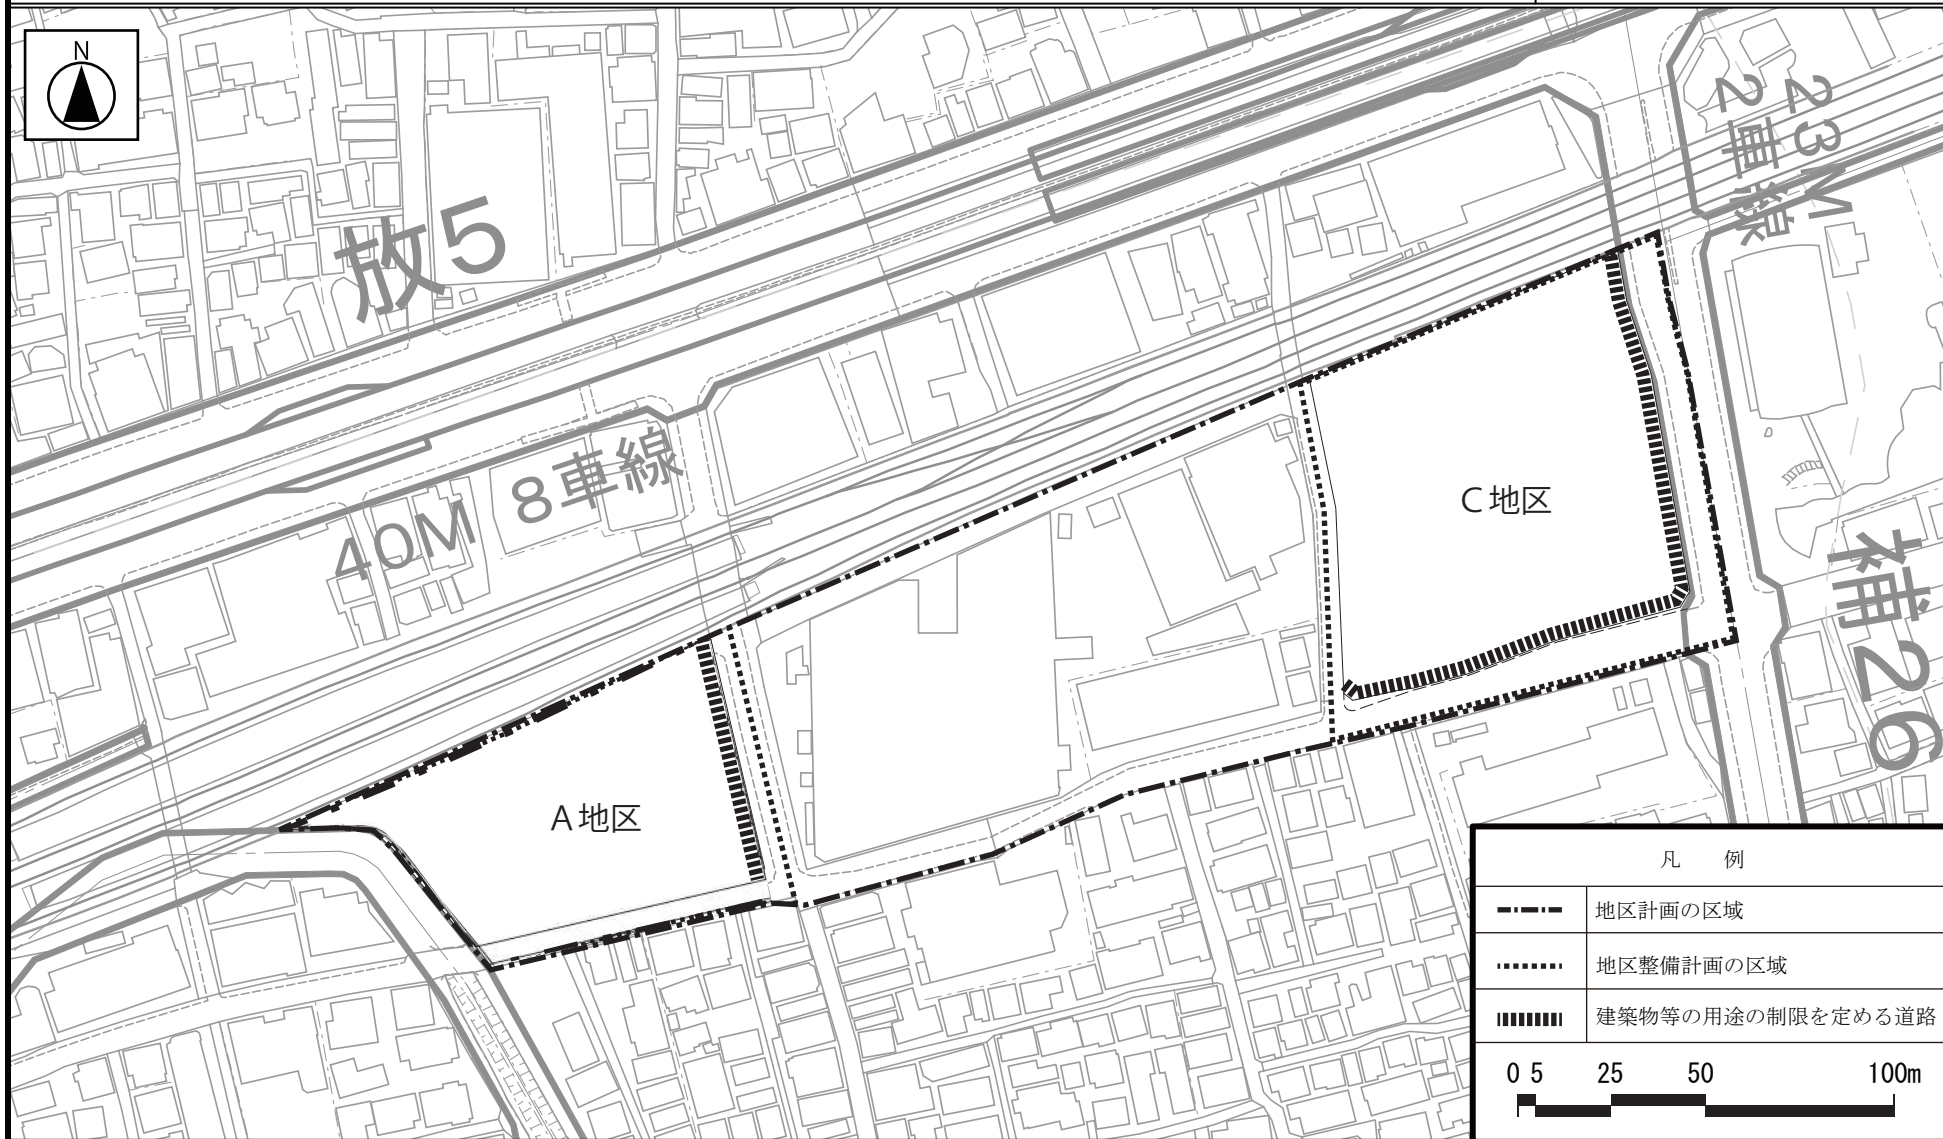 N
23M
2車線
放5
40M 8車線
C地区
補26
A地区
凡 例
地区計画の区域
地区整備計画の区域
建築物等の用途の制限を定める道路
0 5 25 50 100m